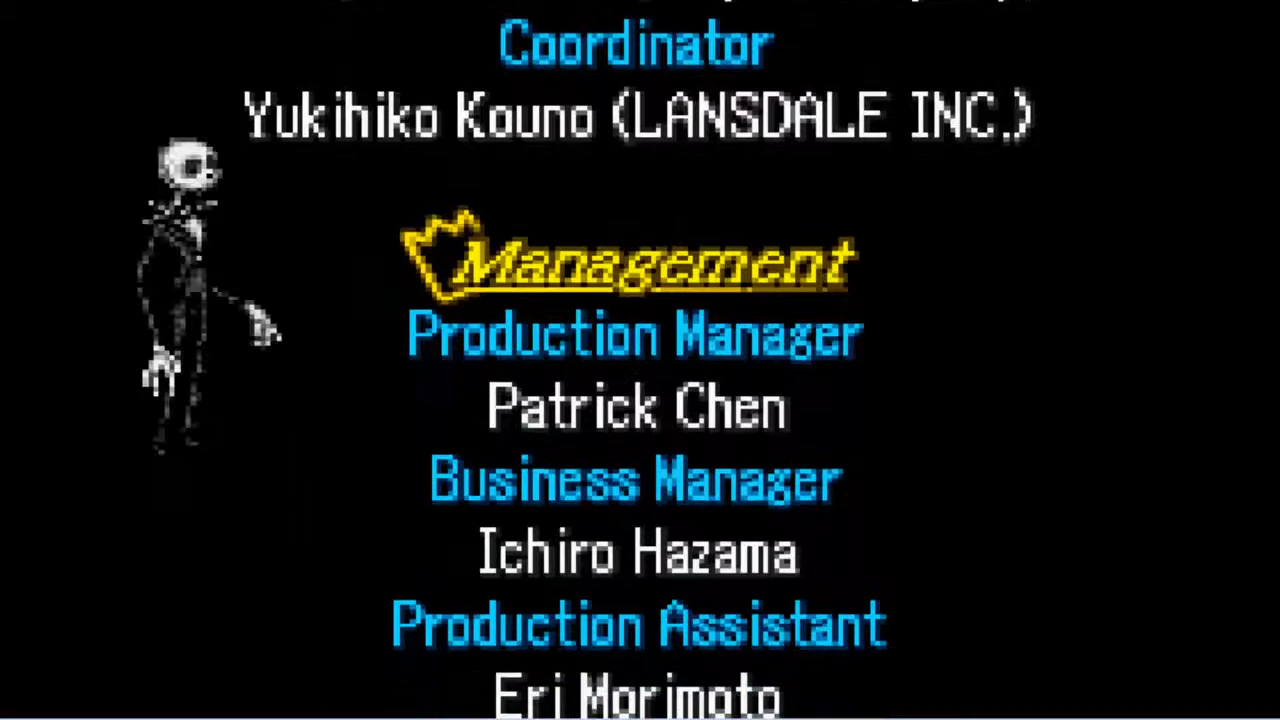 Coordinator
Yukihiko Kouno (LANSDALE INC.)
Management
Production Manager
Patrick Chen
Business Manager
Ichiro Hazama
Production Assistant
Eri Morimoto